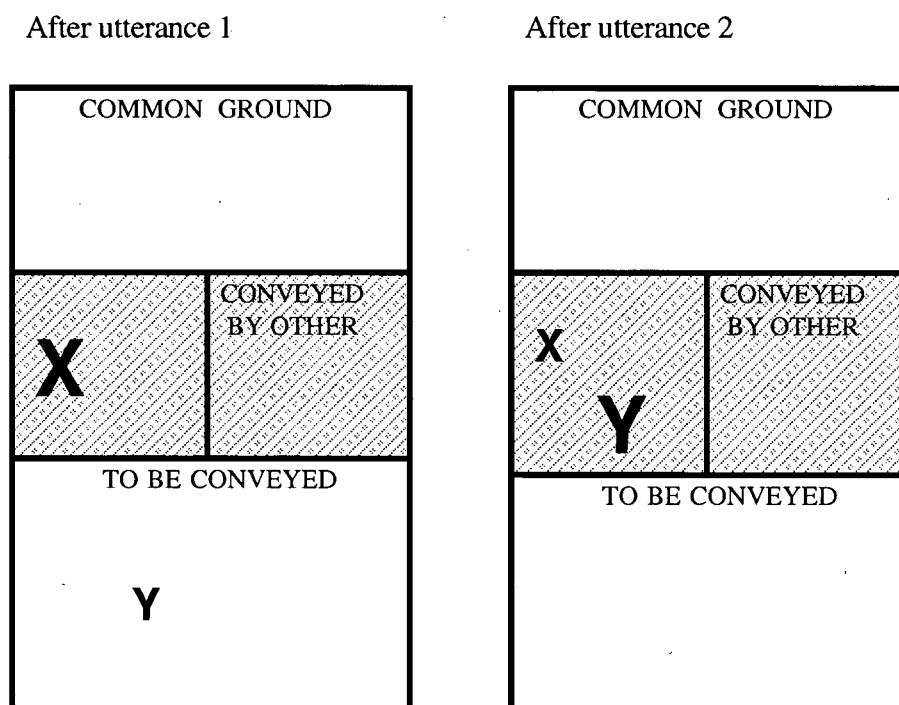 After utterance 1
COMMON GROUND
X
CONVEYED
BY OTHER
TO BE CONVEYED
Y
After utterance 2
COMMON GROUND
X
Y
CONVEYED
BY OTHER
TO BE CONVEYED